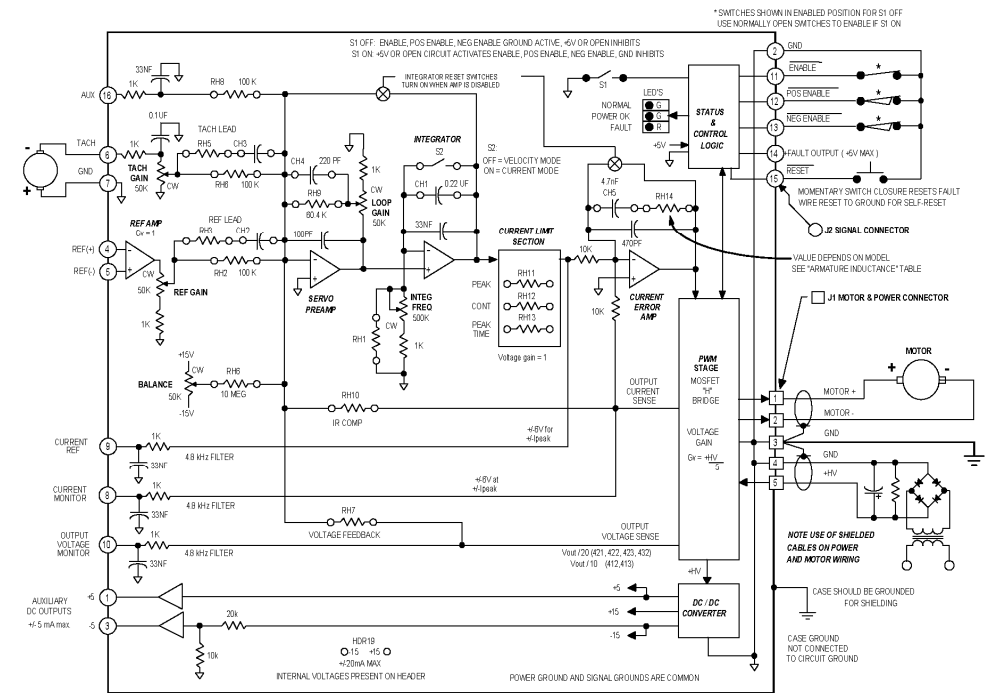 * SWITCHES SHOWN IN ENABLED POSITION FOR S1 OFF
USE NORMALLY OPEN SWITCHES TO ENABLE IF S1 ON
S1 OFF: ENABLE, POS ENABLE, NEG ENABLE GROUND ACTIVE, +5V OR OPEN INHIBITS
S1 ON: +5V OR OPEN CIRCUIT ACTIVATES ENABLE, POS ENABLE, NEG ENABLE, GND INHIBITS
33NF
AUX
16
1K
RH8
100 K
INTEGRATOR RESET SWITCHES
TURN ON WHEN AMP IS DISABLED
S1
LED'S
NORMAL
G
POWER OK
G
FAULT
R
+5V
STATUS
&
CONTROL
LOGIC
2
GND
11
ENABLE
*
12
POS ENABLE
*
13
NEG ENABLE
*
14
+FAULT OUTPUT ( +5V MAX )
15
RESET
MOMENTARY SWITCH CLOSURE RESETS FAULT
WIRE RESET TO GROUND FOR SELF-RESET
J2 SIGNAL CONNECTOR
0.1UF
TACH
6
1K
GND
7
-
+
TACH
GAIN
50K
CW
TACH LEAD
RH5
CH3
RH6
100 K
CH4
220 PF
RH9
60.4 K
1K
CW
LOOP
GAIN
50K
INTEGRATOR
S2
S2:
OFF = VELOCITY MODE
ON = CURRENT MODE
CH1
0.22 UF
33NF
4.7nF
CH5
RH14
470PF
VALUE DEPENDS ON MODEL
SEE "ARMATURE INDUCTANCE" TABLE
REF AMP
Gv = 1
REF(+)
4
REF(-)
5
CW
50K
REF GAIN
1K
REF LEAD
RH3
CH2
RH2
100 K
100PF
SERVO
PREAMP
INTEG
FREQ
500K
CW
RH1
1K
CURRENT LIMIT
SECTION
PEAK
RH11
CONT
RH12
PEAK
TIME
RH13
Voltage gain = 1
10K
10K
CURRENT
ERROR
AMP
J1 MOTOR & POWER CONNECTOR
+15V
BALANCE
50K
CW
-15V
RH6
10 MEG
RH10
IR COMP
OUTPUT
CURRENT
SENSE
PWM
STAGE
MOSFET
"H"
BRIDGE
VOLTAGE
GAIN
Gv = +HV
5
MOTOR
+
-
1
MOTOR +
2
MOTOR -
3
GND
4
GND
5
+HV
+
NOTE USE OF SHIELDED
CABLES ON POWER
AND MOTOR WIRING
CURRENT
REF
9
1K
33NF
4.8 kHz FILTER
+/-6V for
+/-Ipeak
CURRENT
MONITOR
8
1K
33NF
4.8 kHz FILTER
+/-6V at
+/-Ipeak
RH7
VOLTAGE FEEDBACK
OUTPUT
VOLTAGE
MONITOR
10
1K
33NF
4.8 kHz FILTER
OUTPUT
VOLTAGE SENSE
Vout /20 (421, 422, 423, 432)
Vout / 10 (412,413)
+HV
AUXILIARY
DC OUTPUTS
+/- 5 mA max.
+5
1
-5
3
20k
10k
+5
+15
-15
DC / DC
CONVERTER
CASE SHOULD BE GROUNDED
FOR SHIELDING
CASE GROUND
NOT CONNECTED
TO CIRCUIT GROUND
HDR19
-15 +15
+/-20mA MAX
INTERNAL VOLTAGES PRESENT ON HEADER
POWER GROUND AND SIGNAL GROUNDS ARE COMMON